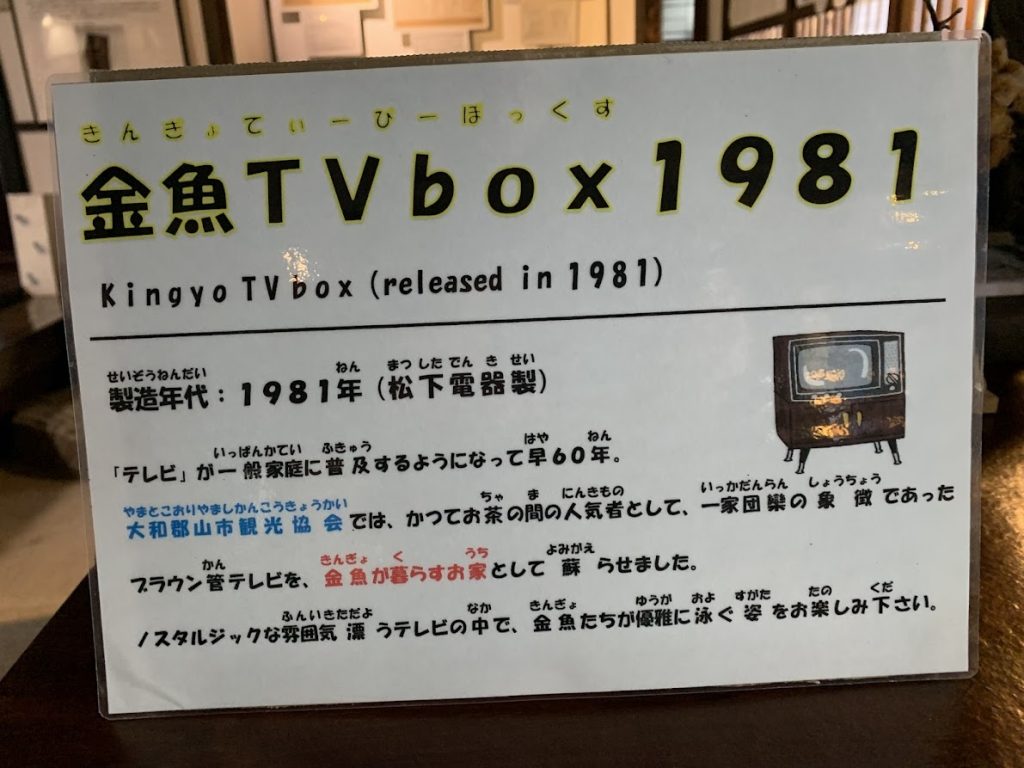 きんぎょてぃーびーぼっくす
金魚TVbox1981
Kingyo TVbox (released in 1981)
せいぞうねんだい ねん まつしたでんきせい
製造年代：1981年（松下電器製）
いっぱんかてい ふきゅう はや ねん
「テレビ」が一般家庭に普及するようになって早60年。
やまとこおりやましかんこうきょうかい ちゃ ま にんきもの いっかだんらん しょうちょう
大和郡山市観光協会では、かつてお茶の間の人気者として、一家団欒の象徴であった
かん きんぎょ く うち よみがえ
ブラウン管テレビを、金魚が暮らすお家として蘇らせました。
ふんいきただよ なか きんぎょ ゆうが およ すがた たの くだ
ノスタルジックな雰囲気漂うテレビの中で、金魚たちが優雅に泳ぐ姿をお楽しみ下さい。